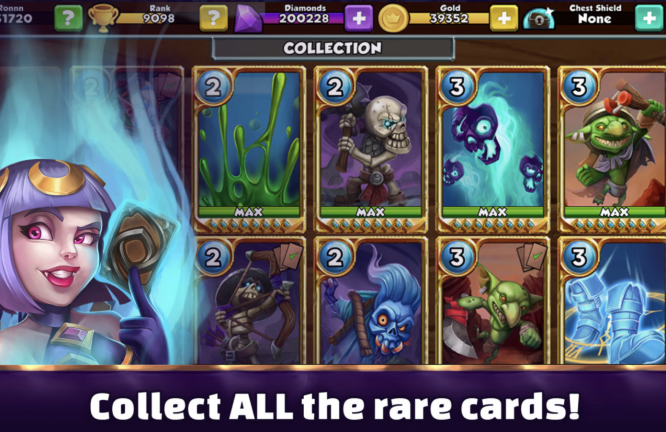 Ronnn
Rank
Diamonds
Gold
Chest Shield
51720
?
9098
?
200228
+
39352
+
None
+
COLLECTION
2
2
3
3
MAX
MAX
MAX
MAX
2
2
3
3
Collect ALL the rare cards!